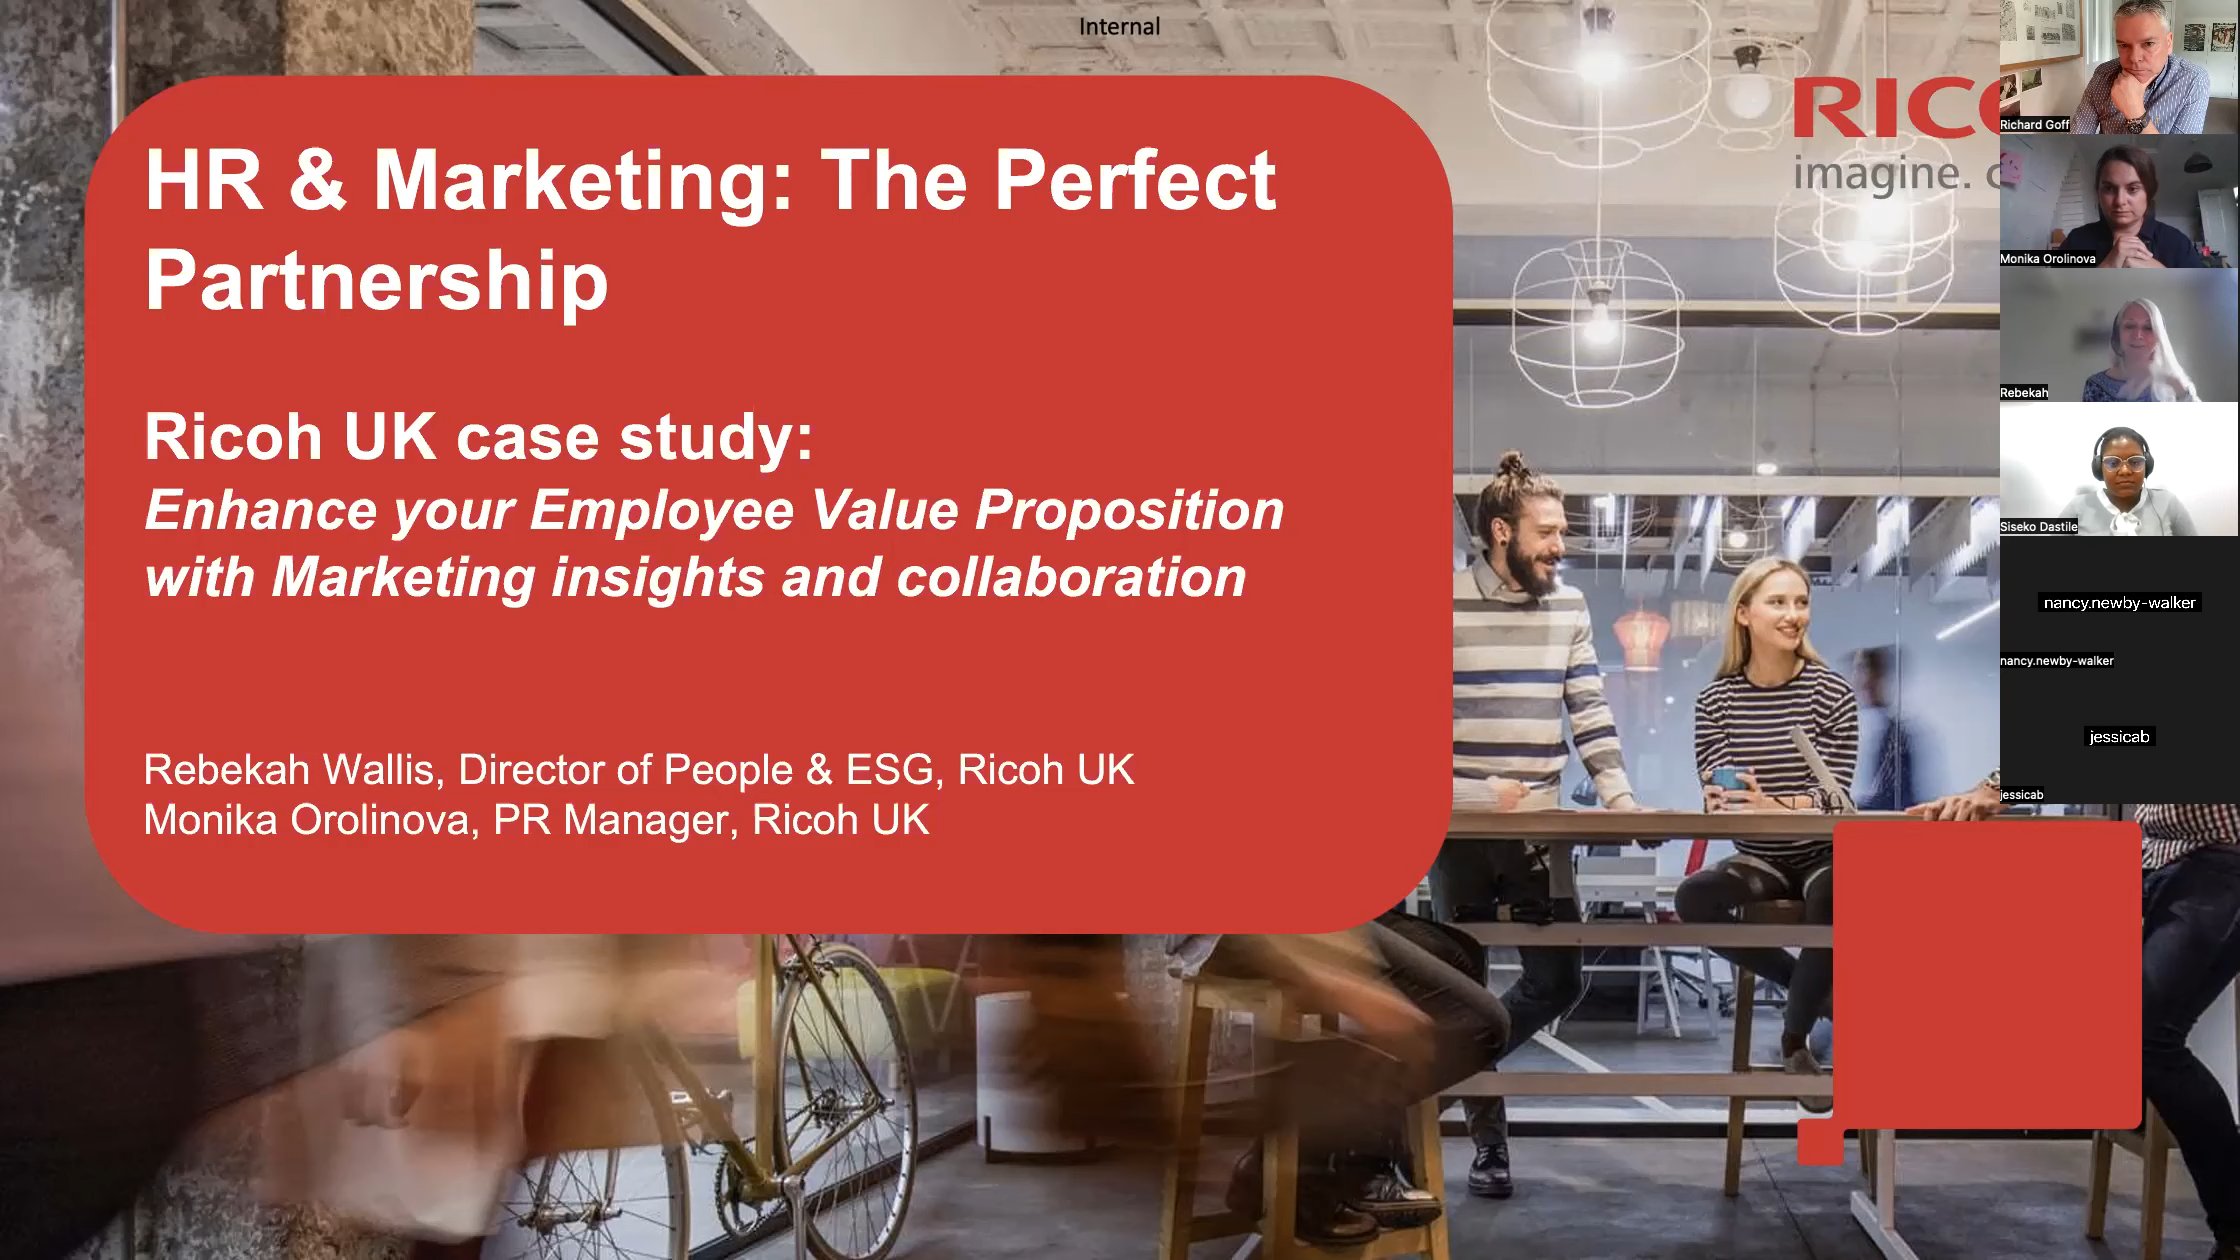 Internal
HR & Marketing: The Perfect
Partnership
Ricoh UK case study:
Enhance your Employee Value Proposition
with Marketing insights and collaboration
Rebekah Wallis, Director of People & ESG, Ricoh UK
Monika Orolinova, PR Manager, Ricoh UK
RIC
imagine.
Richard Goff
Monika Orolinova
Rebekah
Siseko Dastile
nancy.newby-walker
nancy.newby-walker
jessicab
jessicab